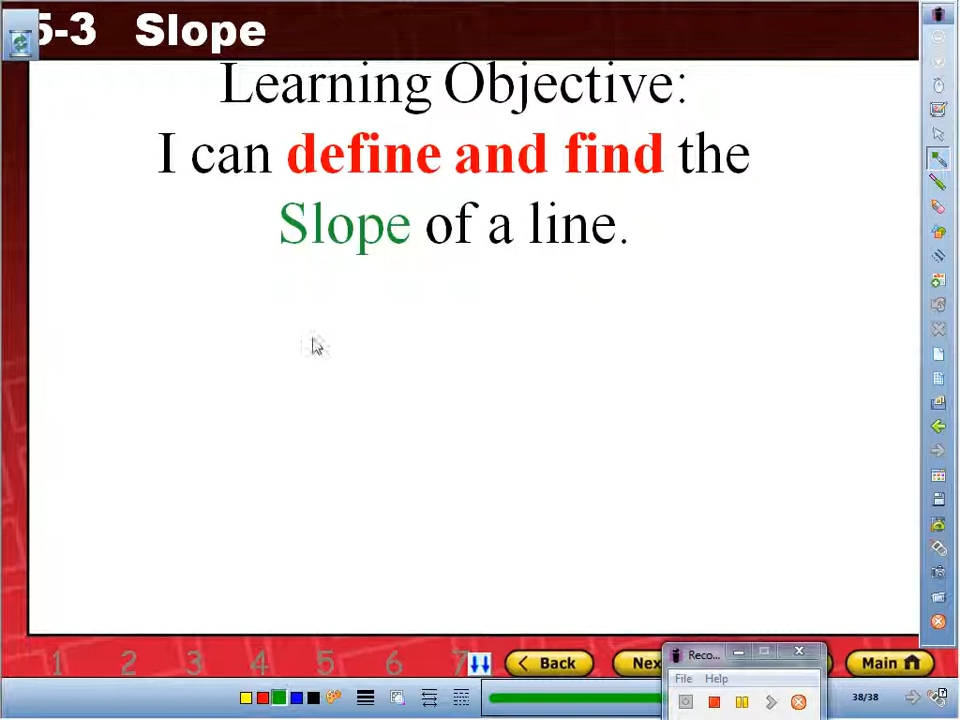 5-3 Slope
Learning Objective:
I can define and find the
Slope of a line.
1 2 3 4 5 6 7
Back
Nex
Main
Reco...
File Help
38/38